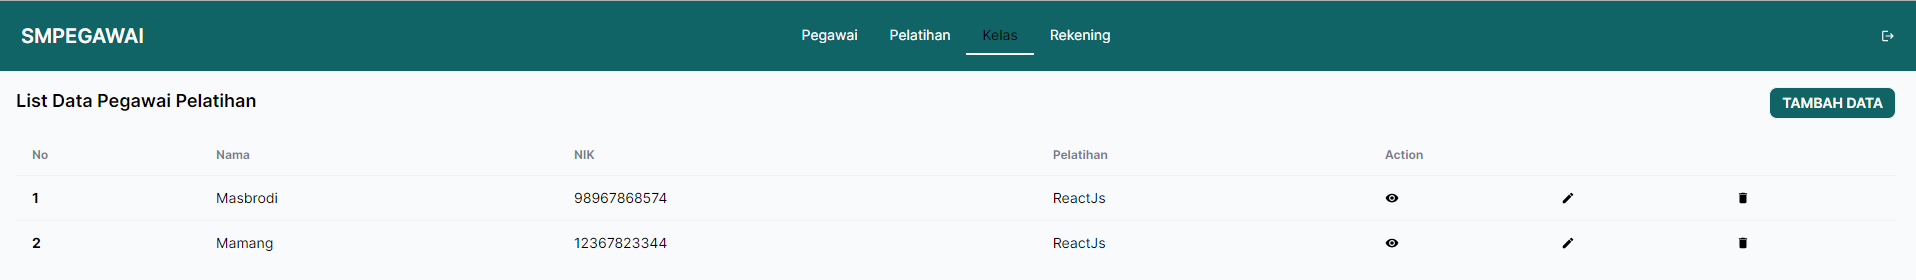 SMPEGAWAI Pegawai Pelatihan Kelas Rekening
List Data Pegawai Pelatihan TAMBAH DATA
No Nama NIK Pelatihan Action
1 Masbrodi 98967868574 ReactJs
2 Mamang 12367823344 ReactJs